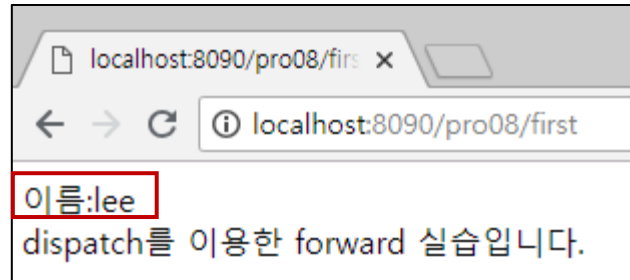 localhost:8090/pro08/firs
localhost:8090/pro08/first
이름:lee
dispatch를 이용한 forward 실습입니다.